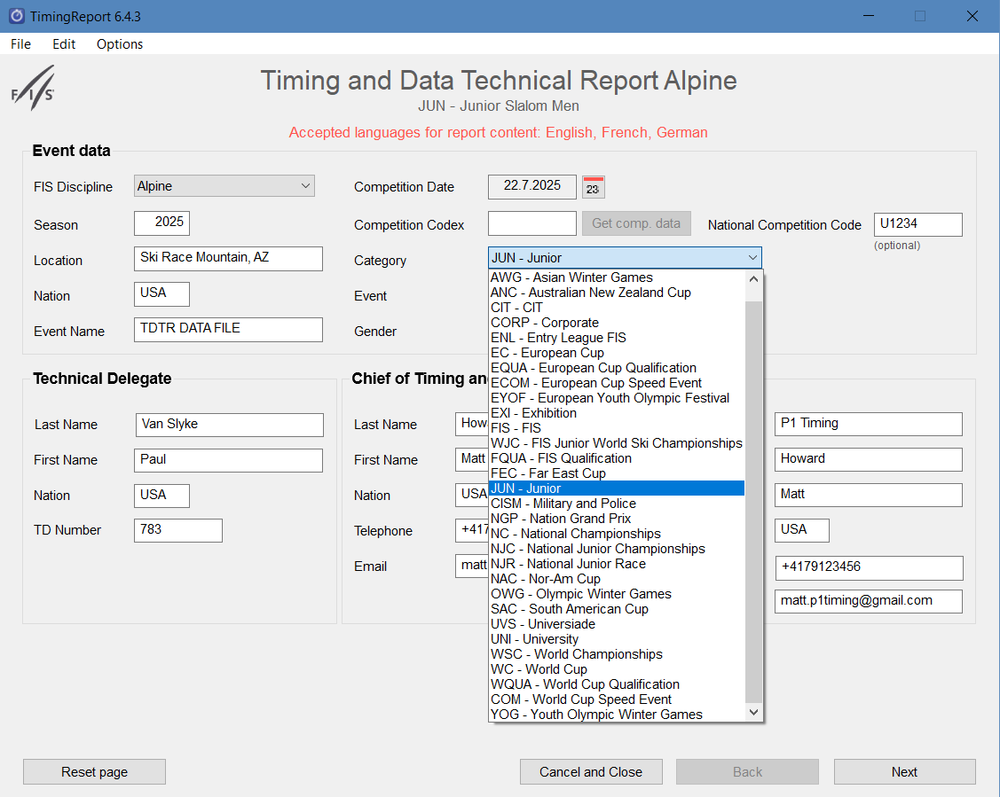 TimingReport 6.4.3
File Edit Options
FIS
Timing and Data Technical Report Alpine
JUN - Junior Slalom Men
Accepted languages for report content: English, French, German
Event data
FIS Discipline Alpine
Competition Date 22.7.2025 23
Season 2025
Competition Codex Get comp. data
National Competition Code U1234
(optional)
Location Ski Race Mountain, AZ
Category JUN - Junior
Nation USA
Event
Event Name TDTR DATA FILE
Gender
AWG - Asian Winter Games
ANC - Australian New Zealand Cup
CIT - CIT
CORP - Corporate
ENL - Entry League FIS
EC - European Cup
EQUA - European Cup Qualification
ECOM - European Cup Speed Event
EYOF - European Youth Olympic Festival
EXI - Exhibition
FIS - FIS
WJC - FIS Junior World Ski Championships
FQUA - FIS Qualification
FEC - Far East Cup
JUN - Junior
CISM - Military and Police
NGP - Nation Grand Prix
NC - National Championships
NJC - National Junior Championships
NJR - National Junior Race
NAC - Nor-Am Cup
OWG - Olympic Winter Games
SAC - South American Cup
UVS - Universiade
UNI - University
WSC - World Championships
WC - World Cup
WQUA - World Cup Qualification
COM - World Cup Speed Event
YOG - Youth Olympic Winter Games
Technical Delegate
Last Name Van Slyke
First Name Paul
Nation USA
TD Number 783
Chief of Timing an
Last Name How
First Name Matt
Nation USA
Telephone +417
Email matt
P1 Timing
Howard
Matt
USA
+4179123456
matt.p1timing@gmail.com
Reset page
Cancel and Close
Back
Next